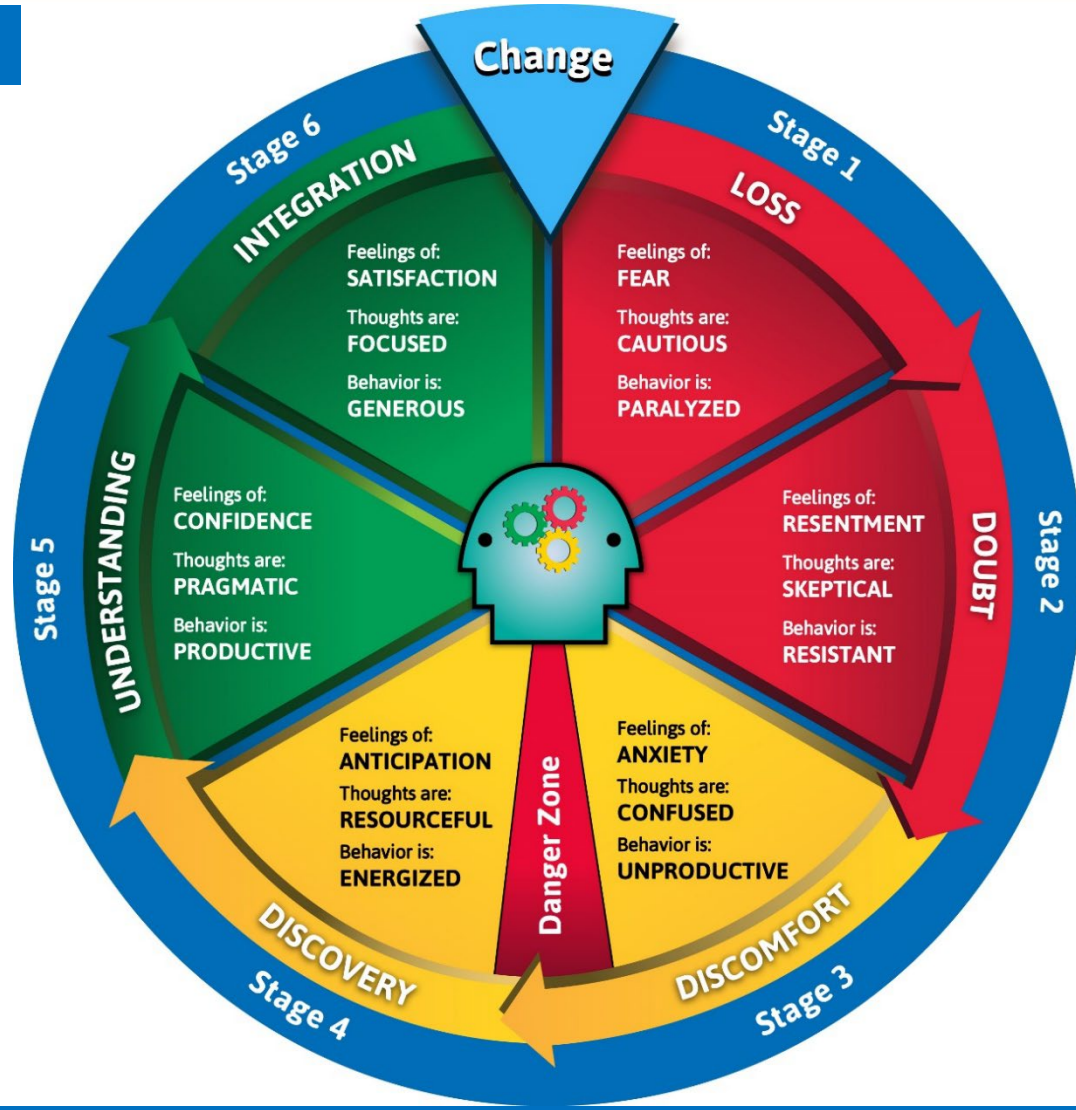 Change
Stage 1
LOSS
Feelings of:
FEAR
Thoughts are:
CAUTIOUS
Behavior is:
PARALYZED
Stage 2
DOUBT
Feelings of:
RESENTMENT
Thoughts are:
SKEPTICAL
Behavior is:
RESISTANT
Stage 3
DISCOMFORT
Feelings of:
ANXIETY
Thoughts are:
CONFUSED
Behavior is:
UNPRODUCTIVE
Danger Zone
Stage 4
DISCOVERY
Feelings of:
ANTICIPATION
Thoughts are:
RESOURCEFUL
Behavior is:
ENERGIZED
Stage 5
UNDERSTANDING
Feelings of:
CONFIDENCE
Thoughts are:
PRAGMATIC
Behavior is:
PRODUCTIVE
Stage 6
INTEGRATION
Feelings of:
SATISFACTION
Thoughts are:
FOCUSED
Behavior is:
GENEROUS